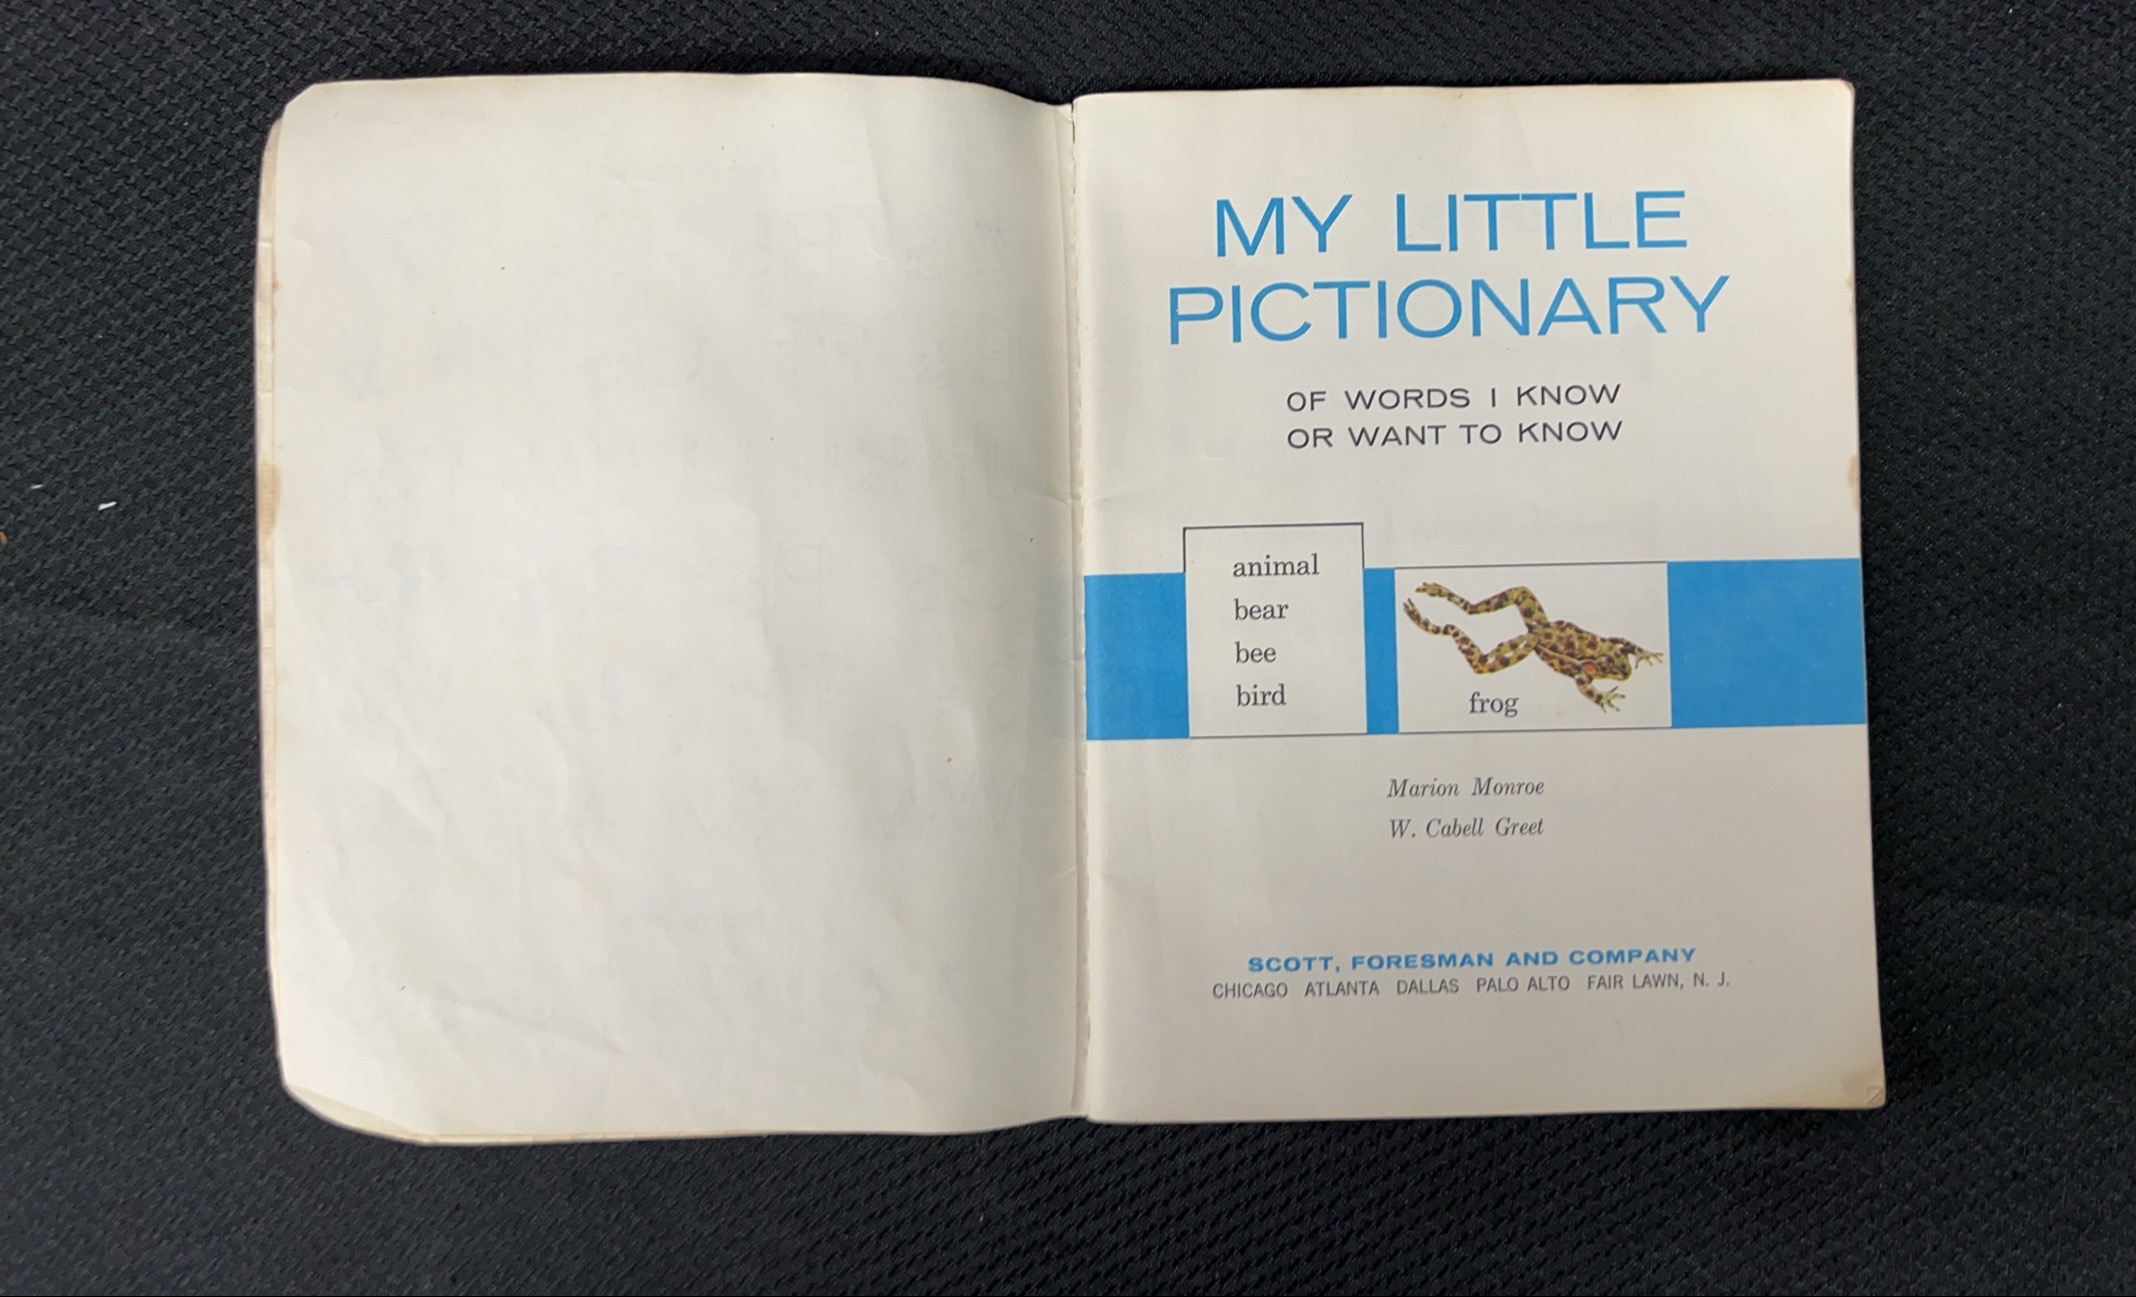 MY LITTLE
PICTIONARY
OF WORDS I KNOW
OR WANT TO KNOW
animal
bear
bee
bird
frog
Marion Monroe
W. Cabell Greet
SCOTT, FORESMAN AND COMPANY
CHICAGO ATLANTA DALLAS PALO ALTO FAIR LAWN, N. J.